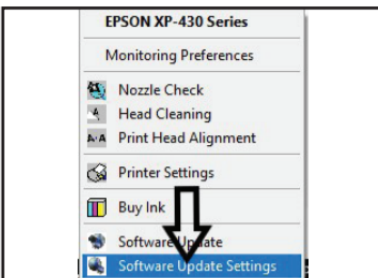 EPSON XP-430 Series
Monitoring Preferences
Nozzle Check
Head Cleaning
Print Head Alignment
Printer Settings
Buy Ink
Software Update
Software Update Settings